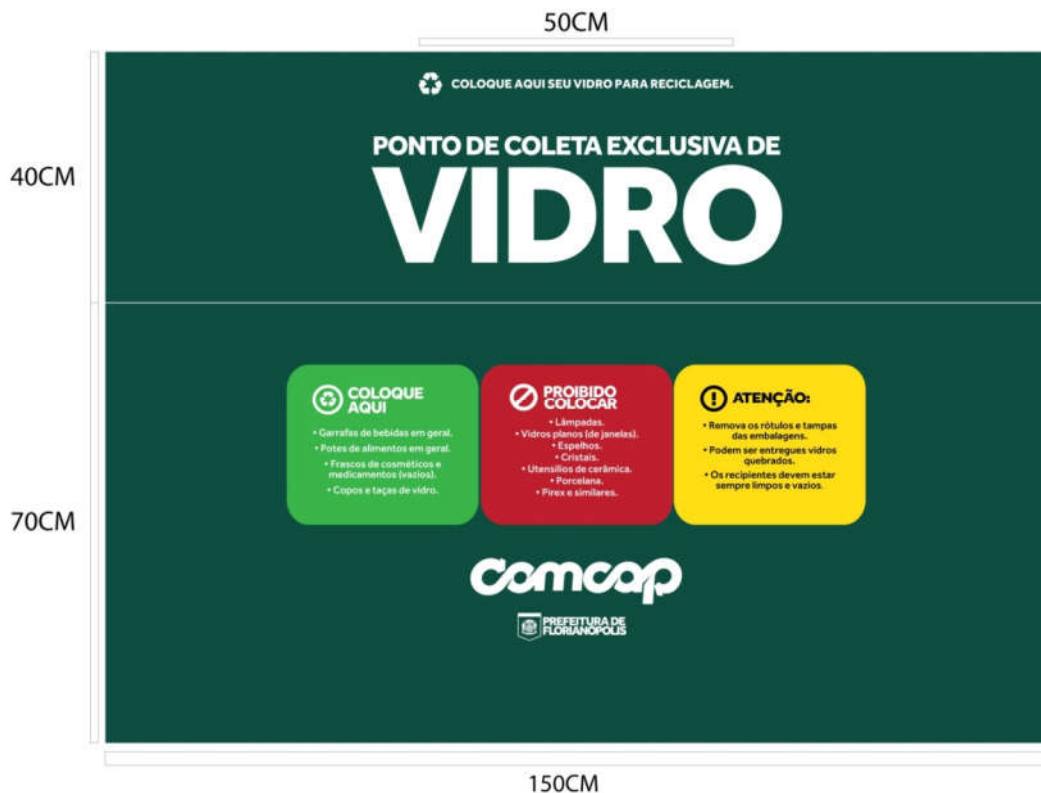 50CM
COLOQUE AQUI SEU VIDRO PARA RECICLAGEM.
40CM
PONTO DE COLETA EXCLUSIVA DE
VIDRO
COLOQUE
AQUI
• Garrafas de bebidas em geral.
• Potes de alimentos em geral.
• Frascos de cosméticos e
medicamentos (vazios).
• Copos e taças de vidro.
PROIBIDO
COLOCAR
• Lâmpadas.
• Vidros planos (de janelas).
• Espelhos.
• Cristais.
• Utensílios de cerâmica.
• Porcelana.
• Pirex e similares.
ATENÇÃO:
• Remova os rótulos e tampas
das embalagens.
• Podem ser entregues vidros
quebrados.
• Os recipientes devem estar
sempre limpos e vazios.
70CM
comcap
PREFEITURA DE
FLORIANÓPOLIS
150CM